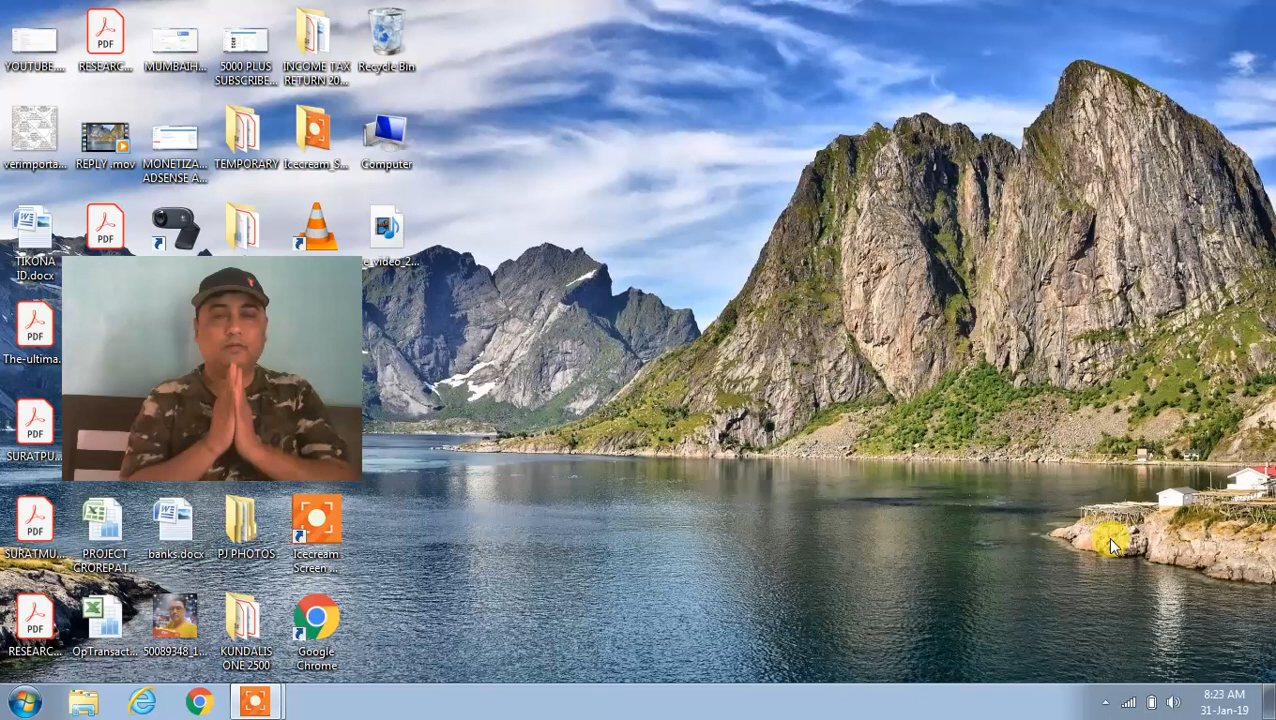 YOUTUBE....
RESEARC...
MUMBAIH...
5000 PLUS
SUBSCRIBE...
INCOME TAX
RETURN 20...
Recycle Bin
verimporta...
REPLY .mov
MONETIZA...
ADSENSE A...
TEMPORARY
Icecream_S...
Computer
TIKONA
ID.docx
e video_2...
The-ultima.
SURATPU...
SURATMU...
PROJECT
CROREPAT...
banks.docx
PJ PHOTOS
Icecream
Screen ...
RESEARC...
OpTransact...
50089348_1...
KUNDALIS
ONE 2500
Google
Chrome
8:23 AM
31-Jan-19
PDF
PDF
PDF
PDF
PDF
PDF